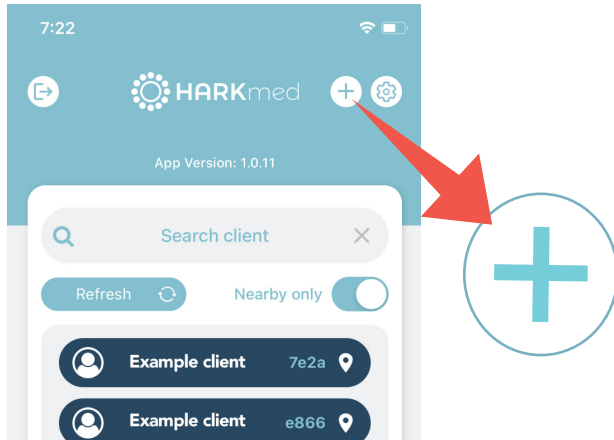 7:22
HARKmed
App Version: 1.0.11
Search client
Refresh Nearby only
Example client 7e2a
Example client e866